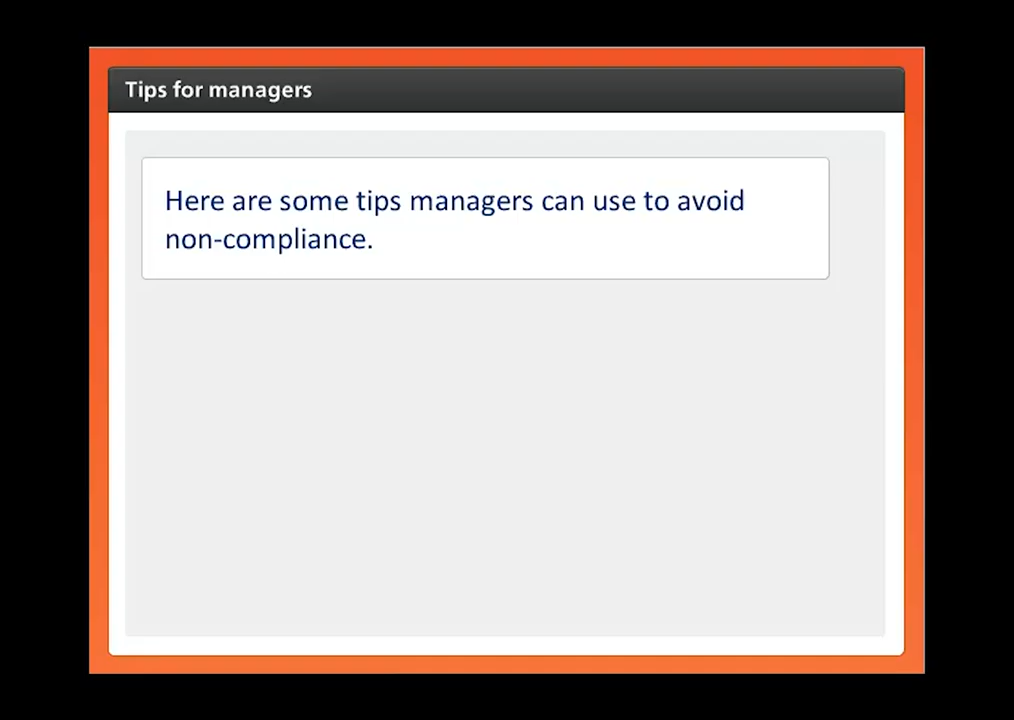 Tips for managers
Here are some tips managers can use to avoid
non-compliance.